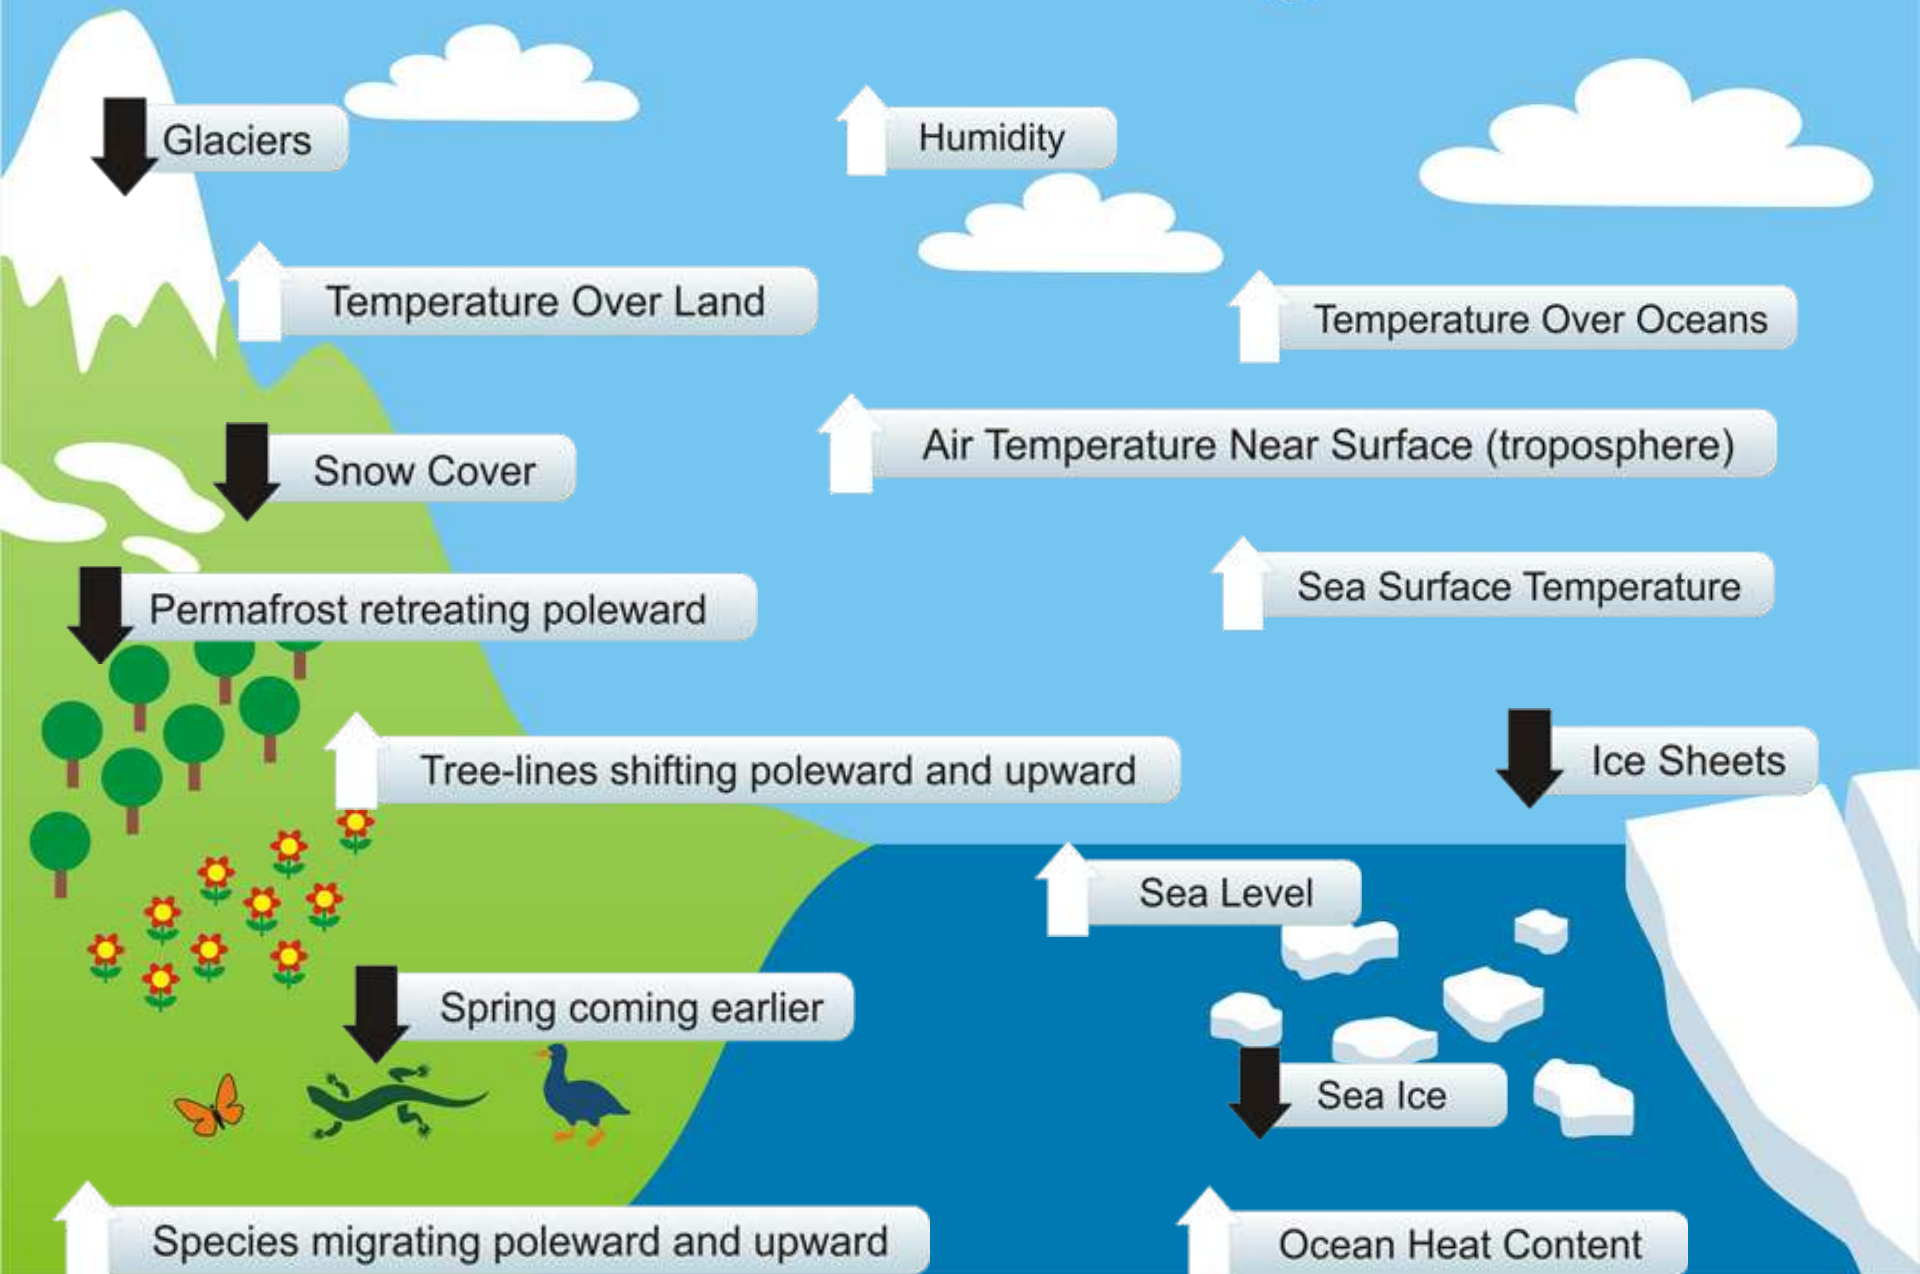 Glaciers
Humidity
Temperature Over Land
Temperature Over Oceans
Air Temperature Near Surface (troposphere)
Snow Cover
Sea Surface Temperature
Permafrost retreating poleward
Tree-lines shifting poleward and upward
Ice Sheets
Sea Level
Spring coming earlier
Sea Ice
Species migrating poleward and upward
Ocean Heat Content